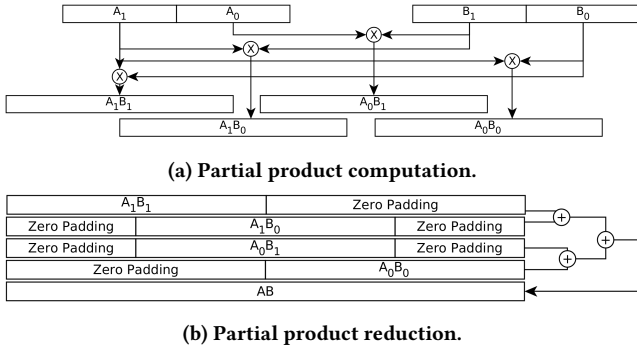 A1 A0 B1 B0
X
X
X
X
A1B1 A0B1
A1B0 A0B0
(a) Partial product computation.
A1B1 Zero Padding
+
Zero Padding A1B0 Zero Padding
+
Zero Padding A0B1 Zero Padding
+
Zero Padding A0B0
AB
(b) Partial product reduction.